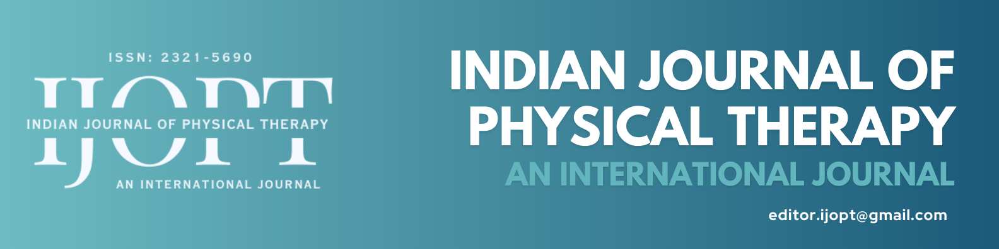 ISSN: 2321-5690
IJOPT
INDIAN JOURNAL OF PHYSICAL THERAPY
AN INTERNATIONAL JOURNAL
INDIAN JOURNAL OF
PHYSICAL THERAPY
AN INTERNATIONAL JOURNAL
editor.ijopt@gmail.com